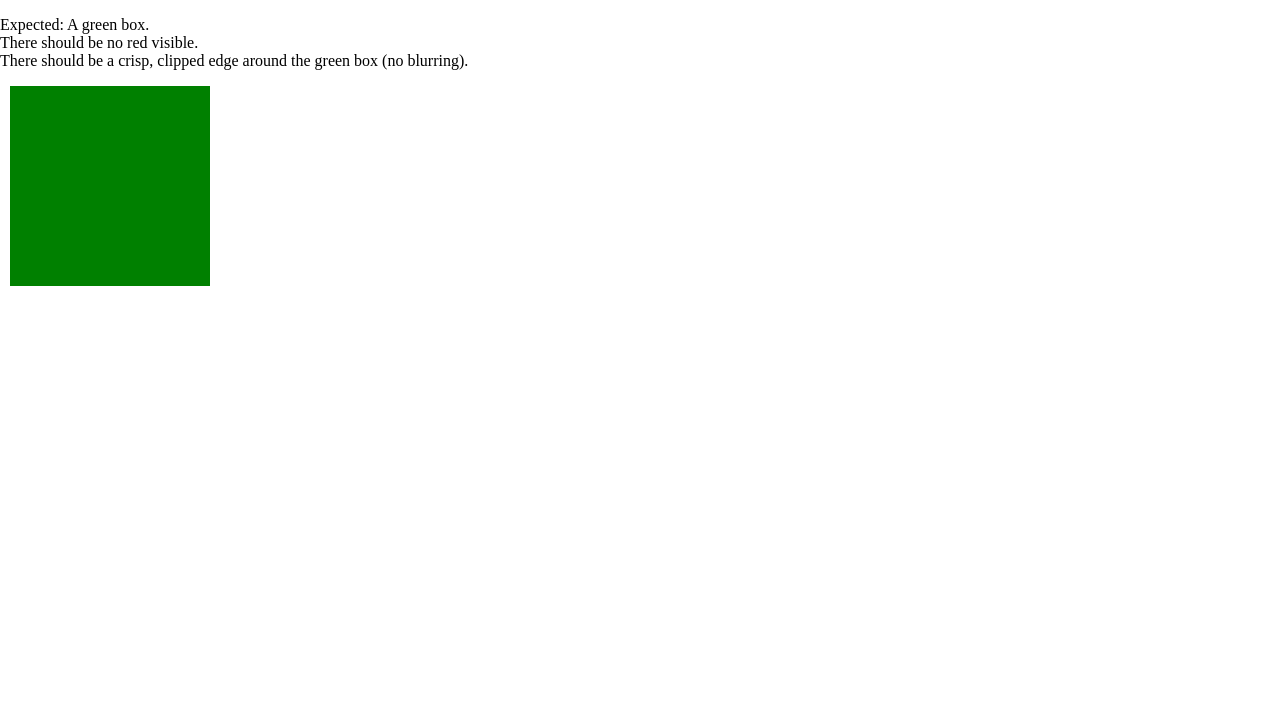 Expected: A green box.
There should be no red visible.
There should be a crisp, clipped edge around the green box (no blurring).